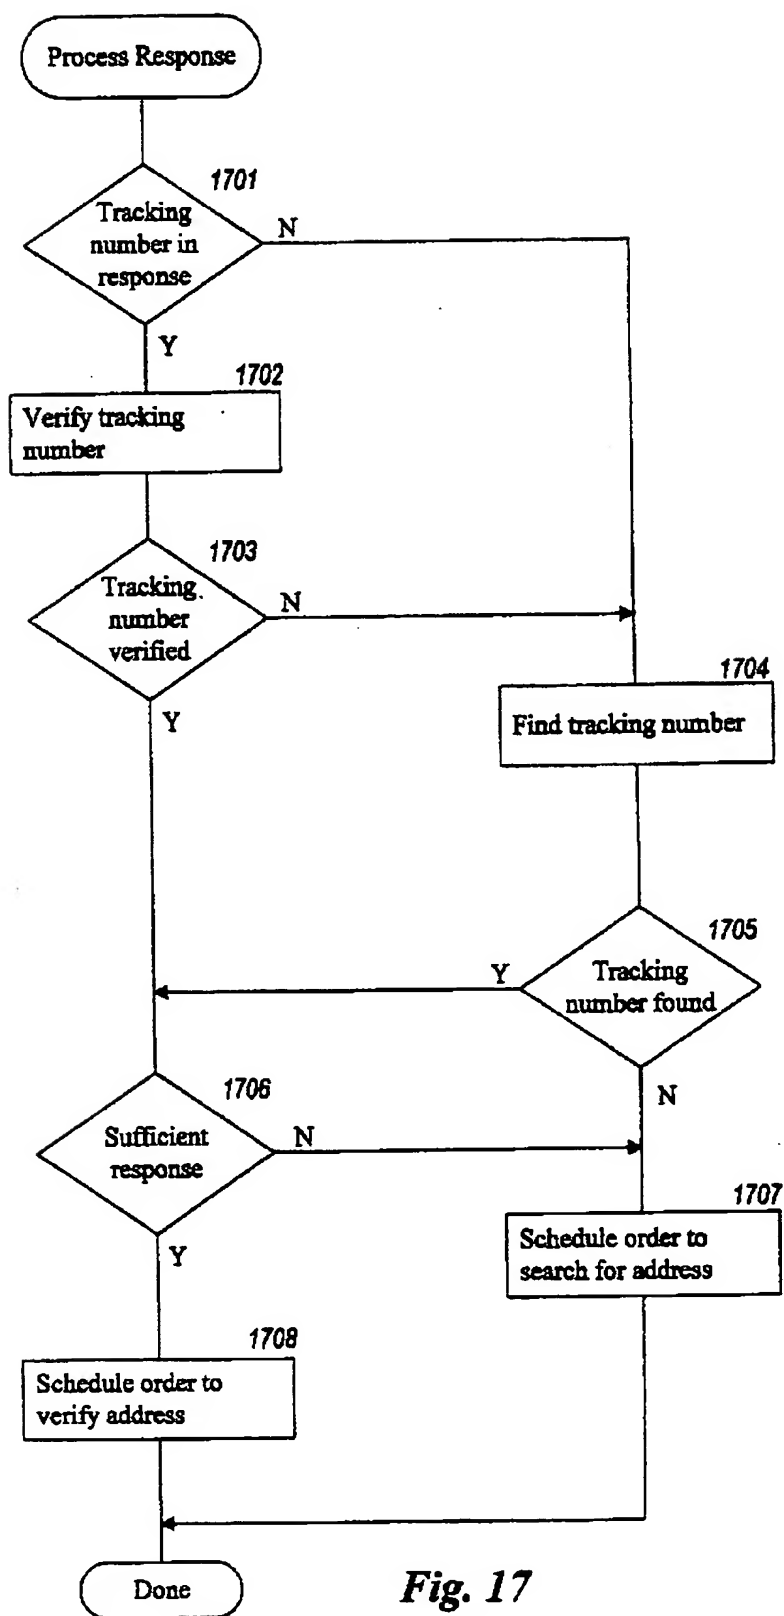 Process Response
1701
Tracking
number in
response
N
Y
1702
Verify tracking
number
1703
Tracking
number
verified
N
Y
1704
Find tracking number
1705
Tracking
number found
Y
N
1706
Sufficient
response
N
Y
1707
Schedule order to
search for address
1708
Schedule order to
verify address
Done
Fig. 17